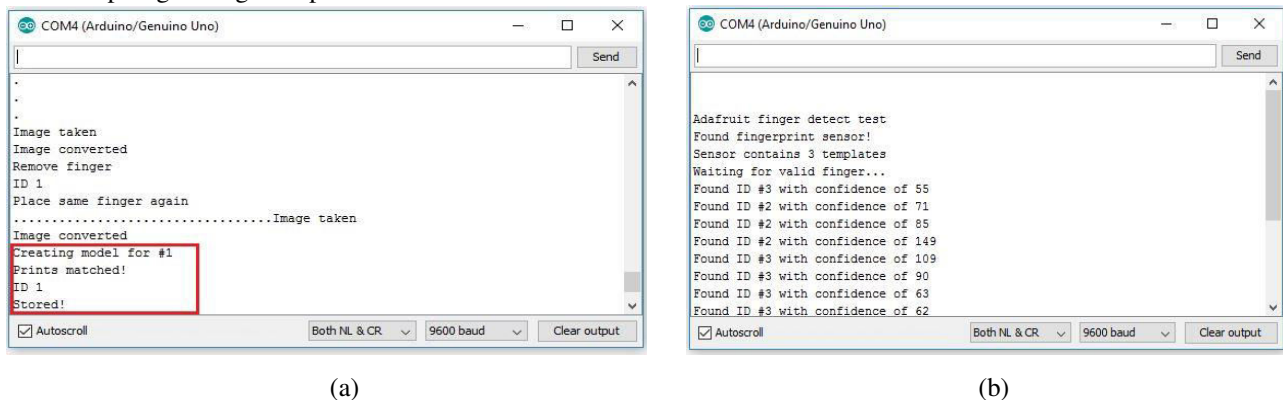 COM4 (Arduino/Genuino Uno)
Send
.
.
.
Image taken
Image converted
Remove finger
ID 1
Place same finger again
..................................Image taken
Image converted
Creating model for #1
Prints matched!
ID 1
Stored!
Autoscroll
Both NL & CR
9600 baud
Clear output
(a)
COM4 (Arduino/Genuino Uno)
Send
Adafruit finger detect test
Found fingerprint sensor!
Sensor contains 3 templates
Waiting for valid finger...
Found ID #3 with confidence of 55
Found ID #2 with confidence of 71
Found ID #2 with confidence of 85
Found ID #2 with confidence of 149
Found ID #3 with confidence of 109
Found ID #3 with confidence of 90
Found ID #3 with confidence of 63
Found ID #3 with confidence of 62
Autoscroll
Both NL & CR
9600 baud
Clear output
(b)